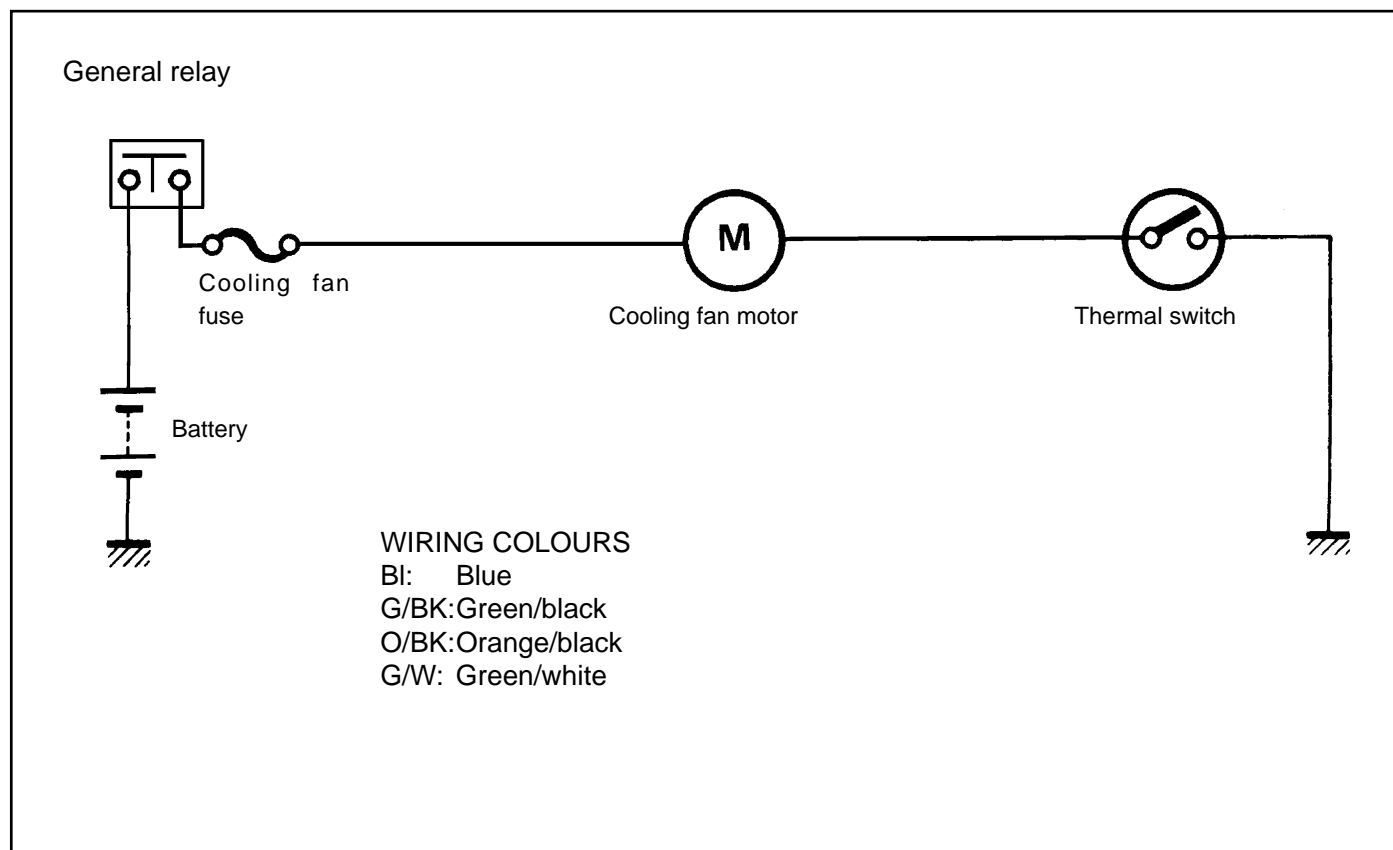 General relay
M
Cooling fan
fuse
Cooling fan motor
Thermal switch
Battery
WIRING COLOURS
Bl: Blue
G/BK:Green/black
O/BK:Orange/black
G/W: Green/white